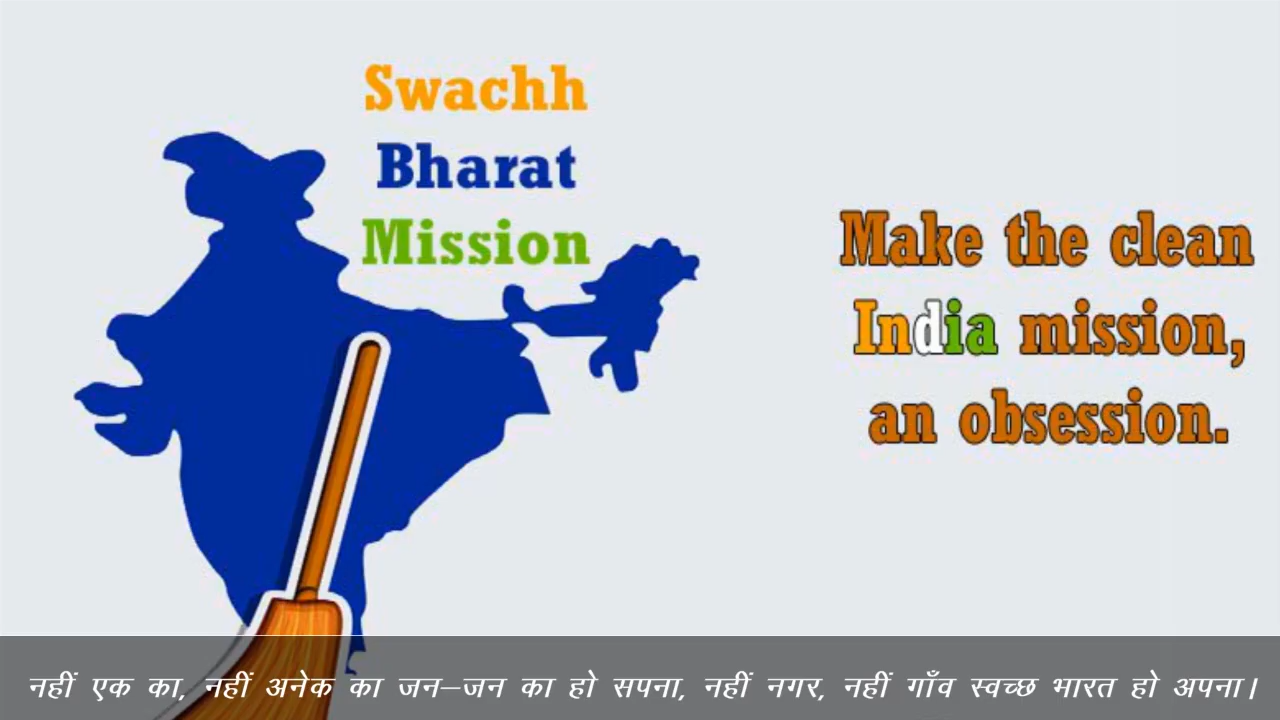 Swachh
Bharat
Mission
Make the clean
India mission,
an obsession.
नहीं एक का, नहीं अनेक का जन–जन का हो सपना, नहीं नगर, नहीं गाँव स्वच्छ भारत हो अपना।